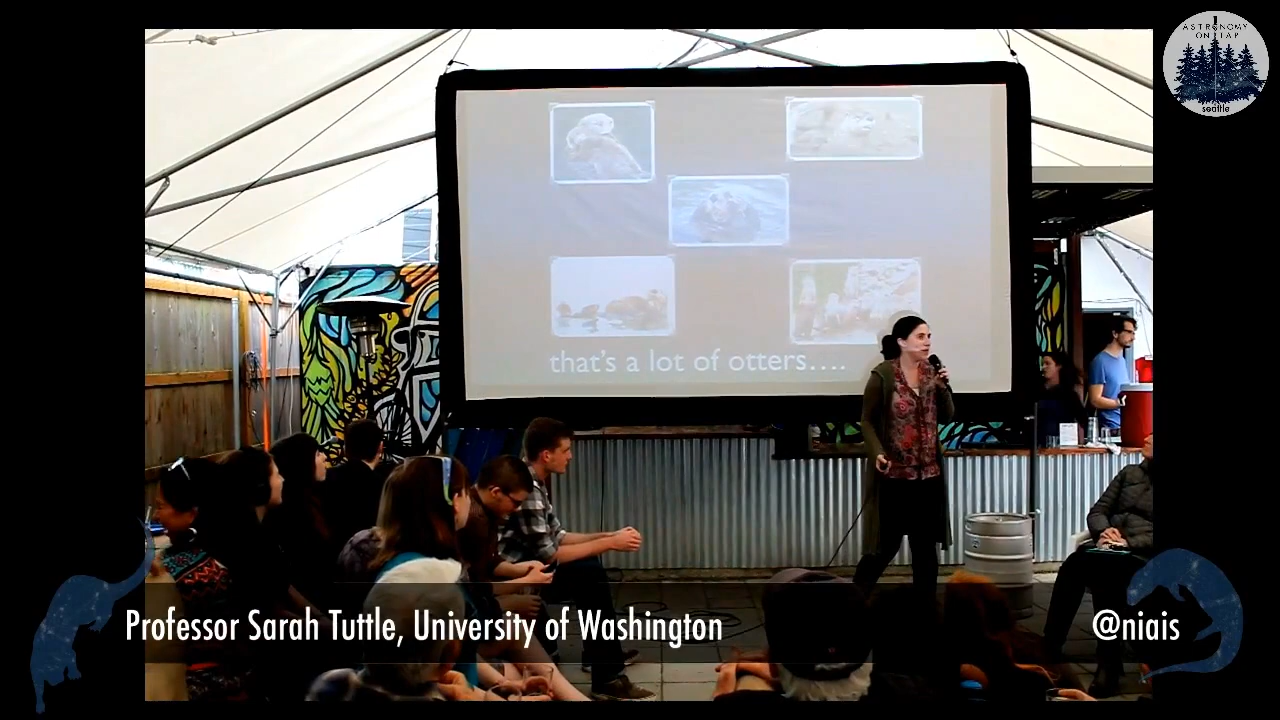 ASTRONOMY
ON TAP
seattle
that's a lot of otters....
Professor Sarah Tuttle, University of Washington
@niais